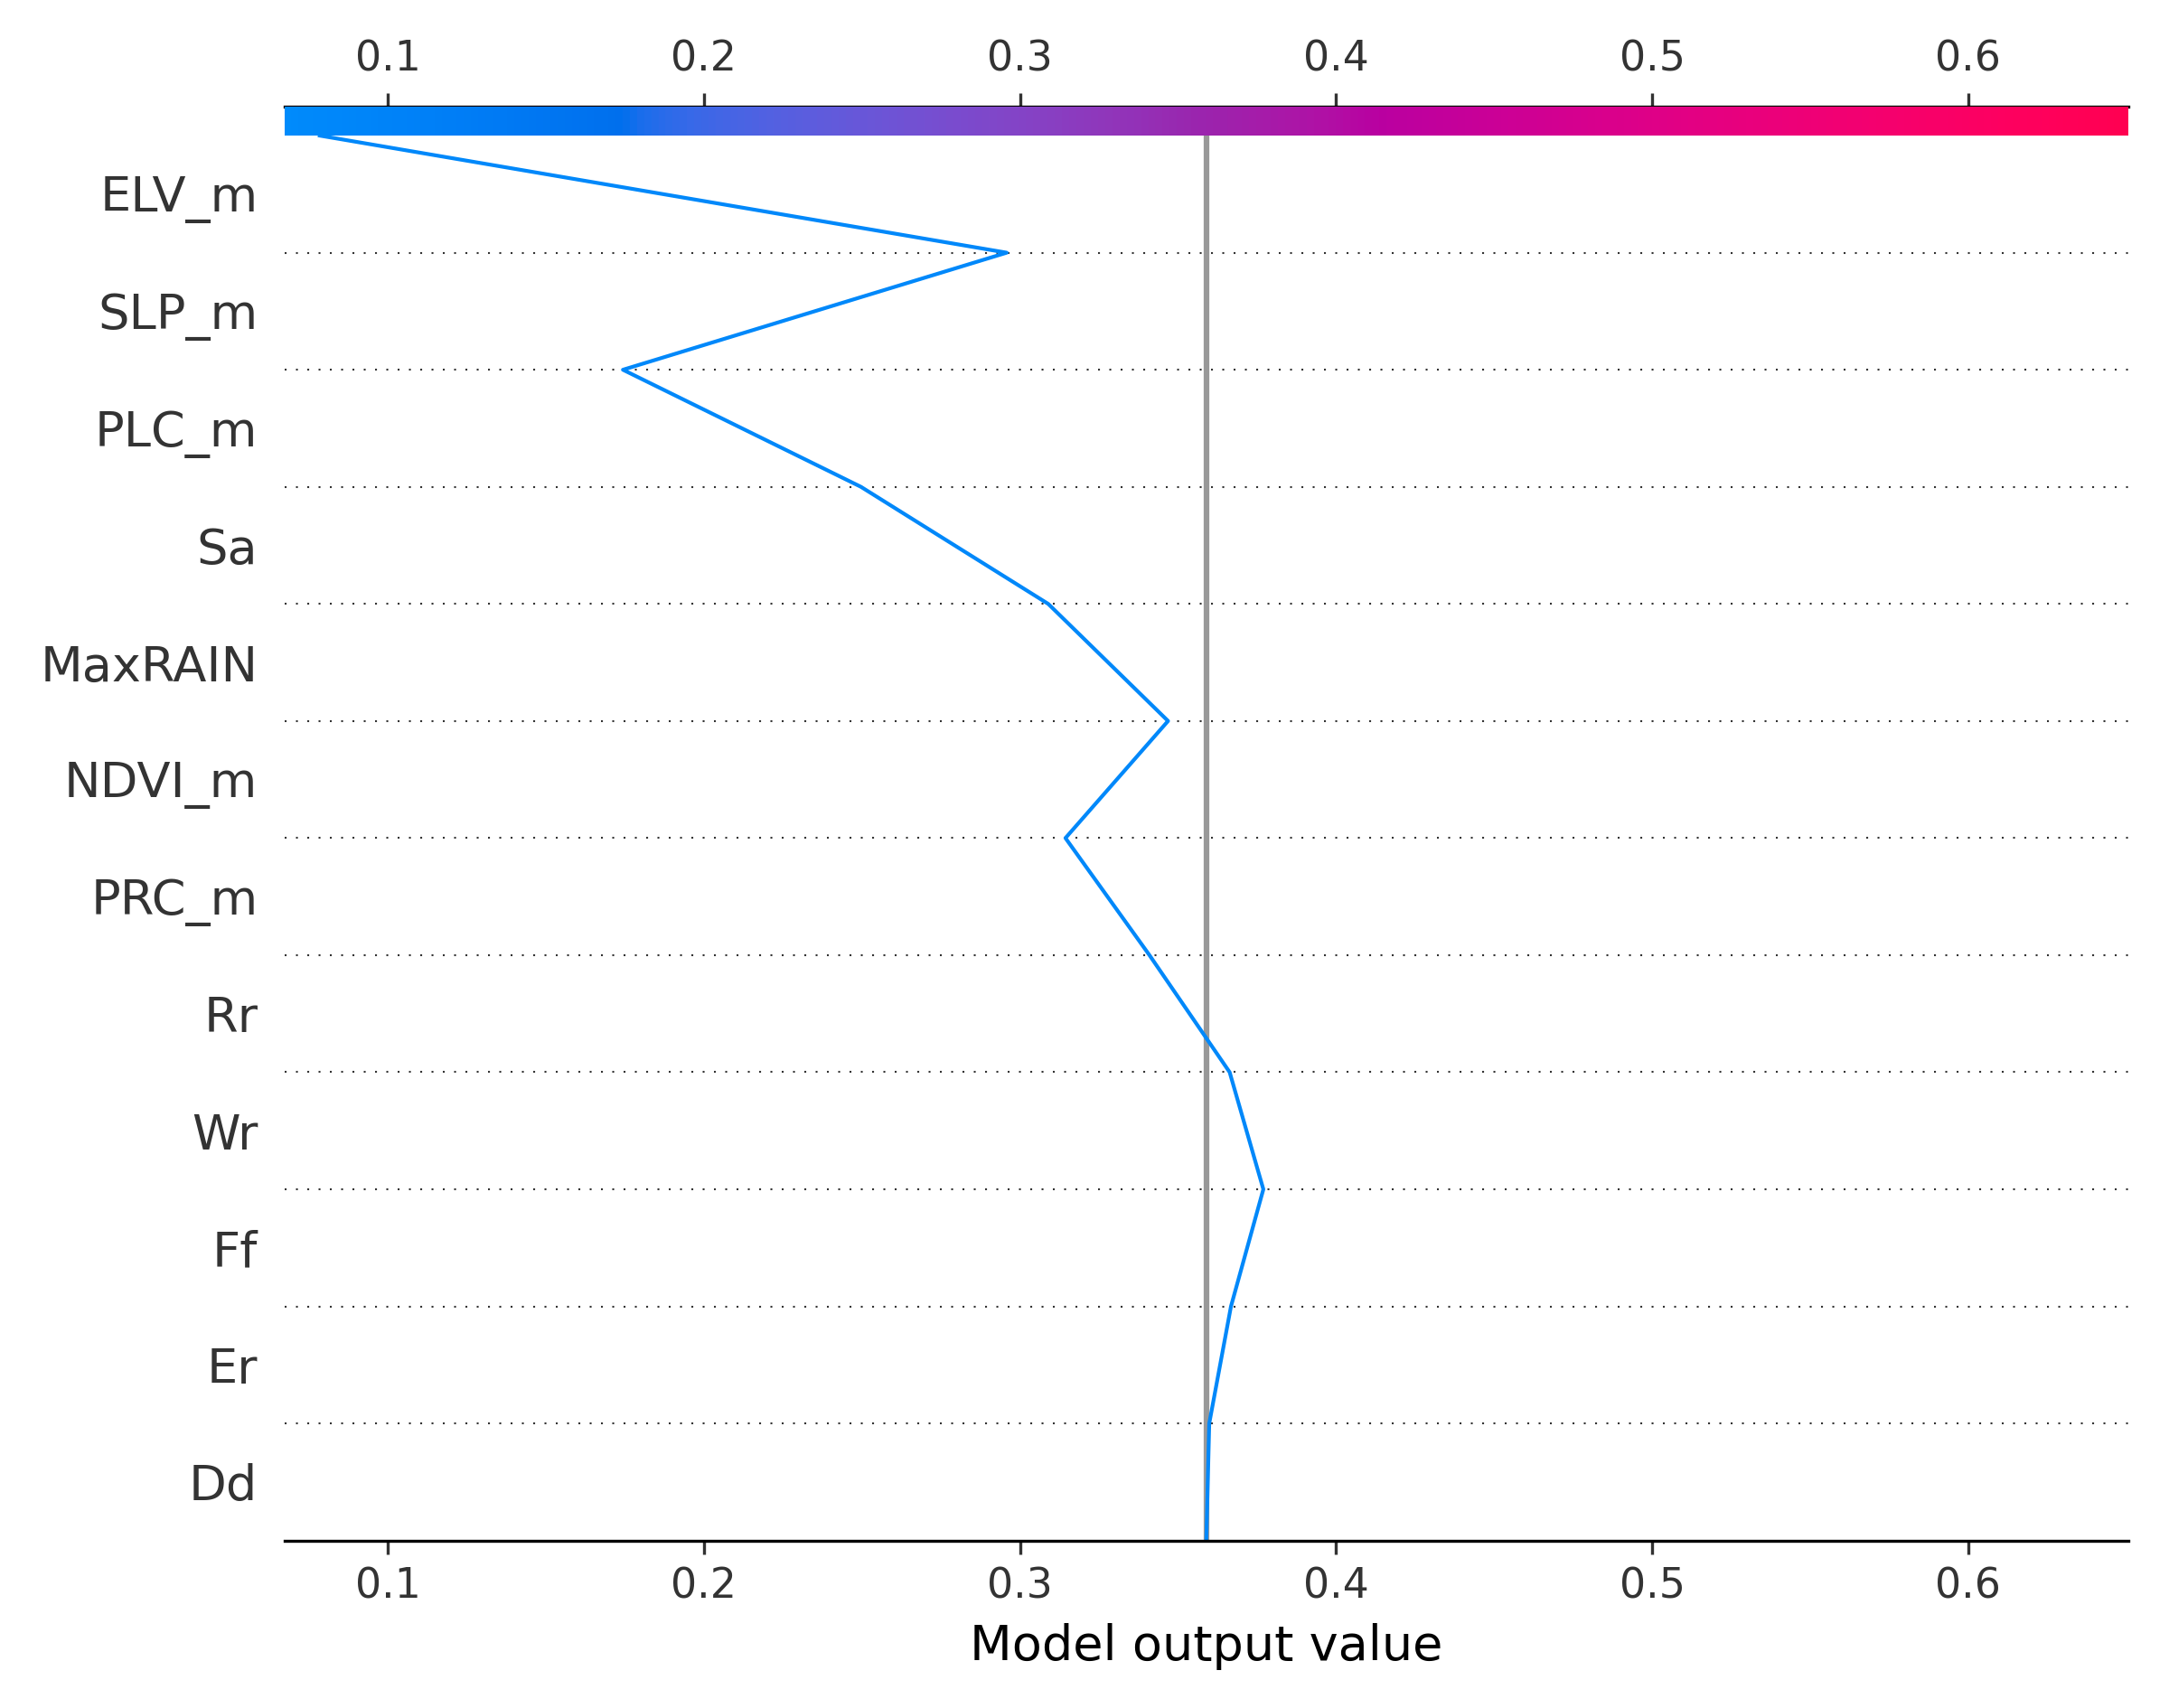 0.1 0.2 0.3 0.4 0.5 0.6
ELV_m
SLP_m
PLC_m
Sa
MaxRAIN
NDVI_m
PRC_m
Rr
Wr
Ff
Er
Dd
0.1 0.2 0.3 0.4 0.5 0.6
Model output value